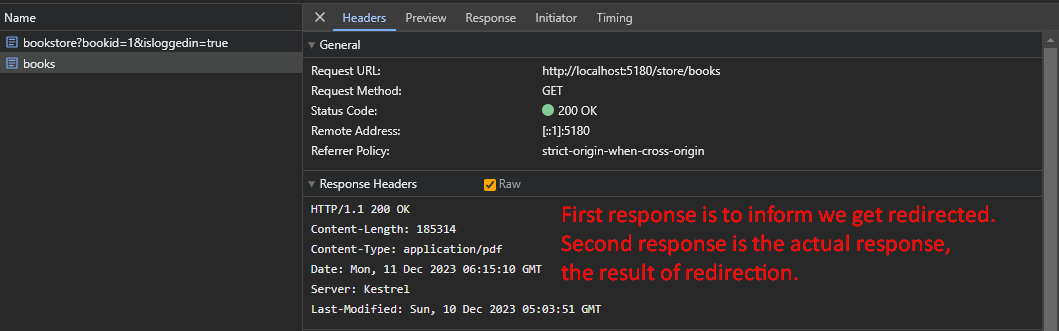 Name
bookstore?bookid=1&isloggedin=true
books
Headers Preview Response Initiator Timing
General
Request URL: http://localhost:5180/store/books
Request Method: GET
Status Code: 200 OK
Remote Address: [::1]:5180
Referrer Policy: strict-origin-when-cross-origin
Response Headers Raw
HTTP/1.1 200 OK
Content-Length: 185314
Content-Type: application/pdf
Date: Mon, 11 Dec 2023 06:15:10 GMT
Server: Kestrel
Last-Modified: Sun, 10 Dec 2023 05:03:51 GMT
First response is to inform we get redirected.
Second response is the actual response,
the result of redirection.